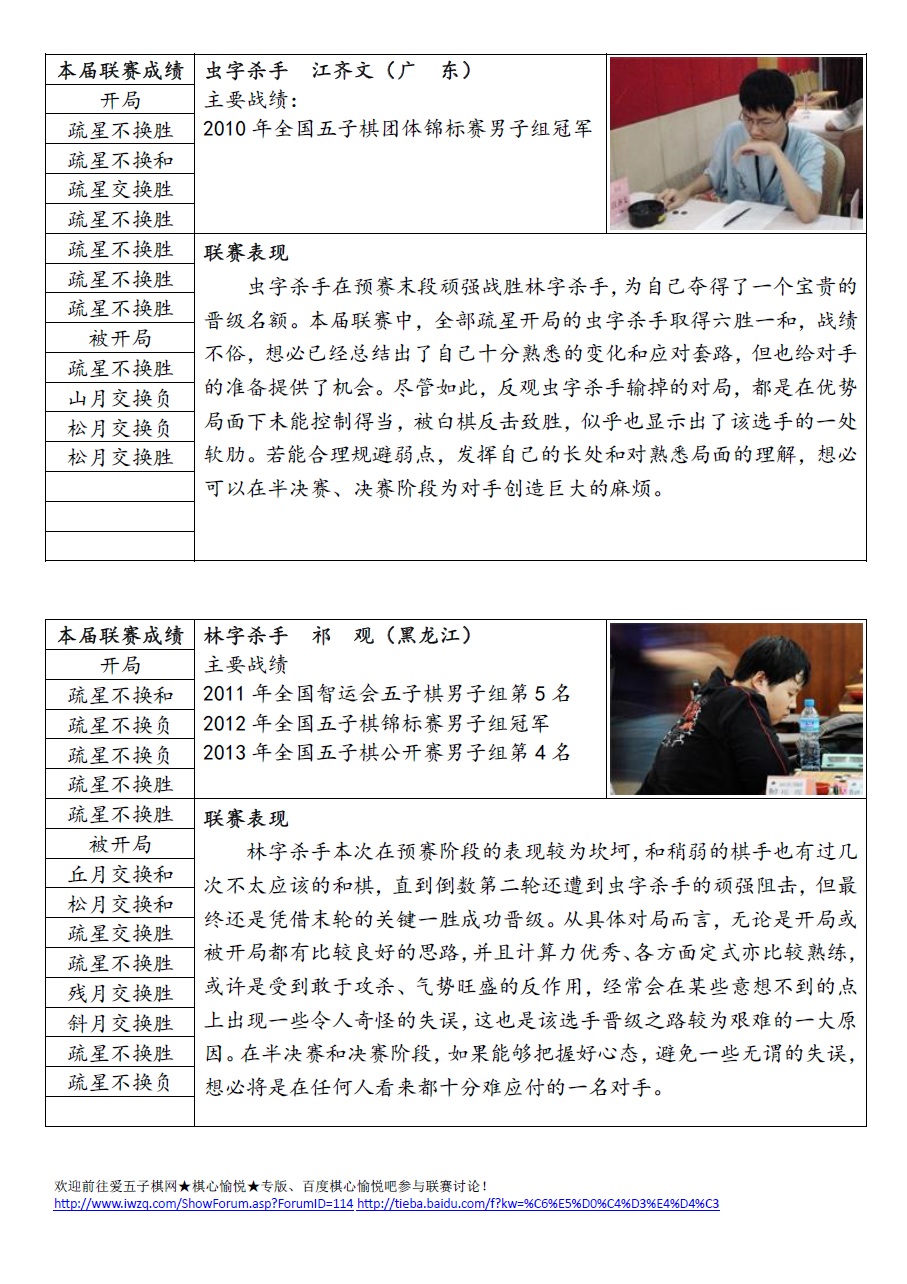 本届联赛成绩
开局
疏星不换胜
疏星不换和
疏星交换胜
疏星不换胜
疏星不换胜
疏星不换胜
疏星不换胜
被开局
疏星不换胜
山月交换负
松月交换负
松月交换胜
虫字杀手 江齐文（广 东）
主要战绩：
2010年全国五子棋团体锦标赛男子组冠军
联赛表现
虫字杀手在预赛末段顽强战胜林字杀手，为自己夺得了一个宝贵的
晋级名额。本届联赛中，全部疏星开局的虫字杀手取得六胜一和，战绩
不俗，想必已经总结出了自己十分熟悉的变化和应对套路，但也给对手
的准备提供了机会。尽管如此，反观虫字杀手输掉的对局，都是在优势
局面下未能控制得当，被白棋反击致胜，似乎也显示出了该选手的一处
软肋。若能合理规避弱点，发挥自己的长处和对熟悉局面的理解，想必
可以在半决赛、决赛阶段为对手创造巨大的麻烦。
本届联赛成绩
开局
疏星不换和
疏星不换负
疏星不换负
疏星不换胜
疏星不换胜
被开局
丘月交换和
松月交换和
疏星交换胜
疏星不换胜
残月交换胜
斜月交换胜
疏星不换胜
疏星不换负
林字杀手 祁 观（黑龙江）
主要战绩
2011年全国智运会五子棋男子组第5名
2012年全国五子棋锦标赛男子组冠军
2013年全国五子棋公开赛男子组第4名
联赛表现
林字杀手本次在预赛阶段的表现较为坎坷，和稍弱的棋手也有过几
次不太应该的和棋，直到倒数第二轮还遭到虫字杀手的顽强阻击，但最
终还是凭借末轮的关键一胜成功晋级。从具体对局而言，无论是开局或
被开局都有比较良好的思路，并且计算力优秀、各方面定式亦比较熟练，
或许是受到敢于攻杀、气势旺盛的反作用，经常会在某些意想不到的点
上出现一些令人奇怪的失误，这也是该选手晋级之路较为艰难的一大原
因。在半决赛和决赛阶段，如果能够把握好心态，避免一些无谓的失误，
想必将是在任何人看来都十分难应付的一名对手。
欢迎前往爱五子棋网★棋心愉悦★专版、百度棋心愉悦吧参与联赛讨论！
http://www.iwzq.com/ShowForum.asp?ForumID=114 http://tieba.baidu.com/f?kw=%C6%E5%D0%C4%D3%E4%D4%C3